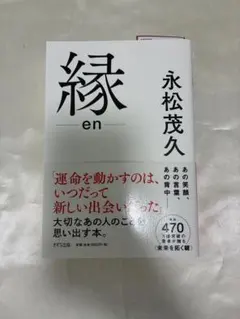 縁
en
永松茂久
あの笑顔、
あの言葉、
あの背中
「運命を動かすのは、
いつだって
新しい出会いだった」
大切なあの人のことを
思い出す本。
470